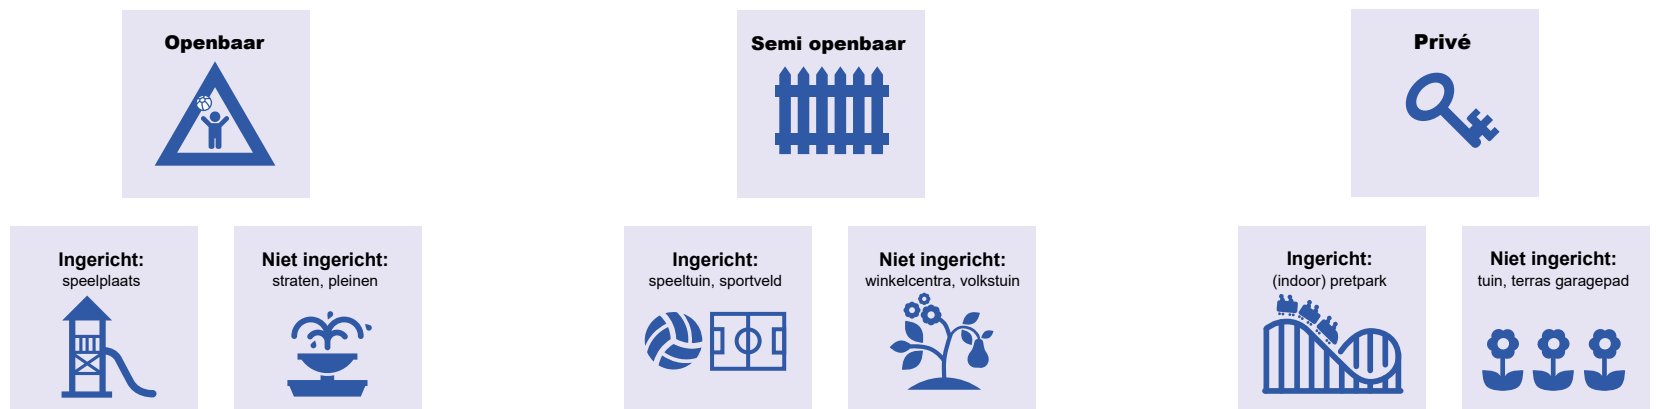 Openbaar
Semi openbaar
Privé
Ingericht:
speelplaats
Niet ingericht:
straten, pleinen
Ingericht:
speeltuin, sportveld
Niet ingericht:
winkelcentra, volkstuin
Ingericht:
(indoor) pretpark
Niet ingericht:
tuin, terras garagepad